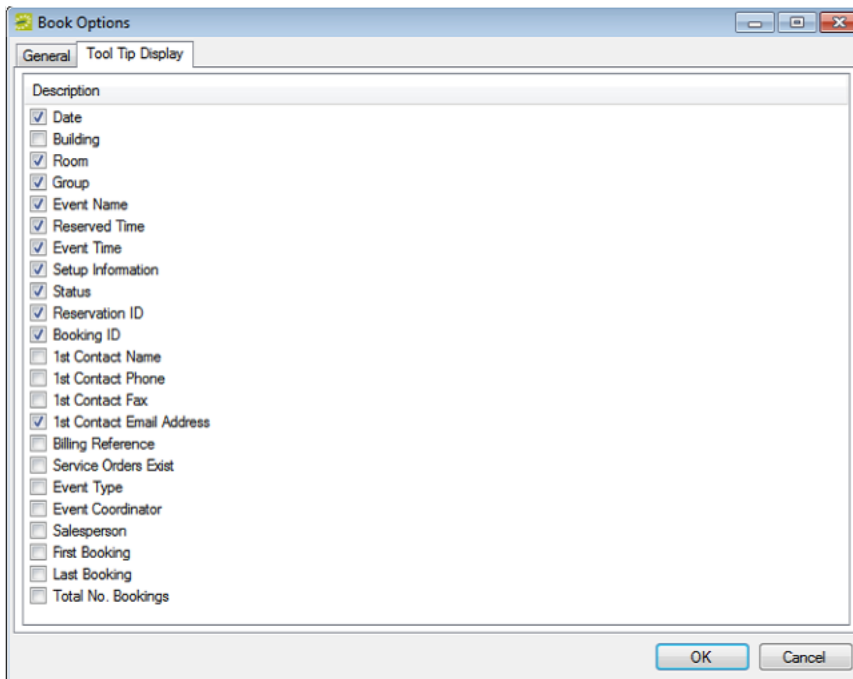 Book Options
General Tool Tip Display
Description
Date
Building
Room
Group
Event Name
Reserved Time
Event Time
Setup Information
Status
Reservation ID
Booking ID
1st Contact Name
1st Contact Phone
1st Contact Fax
1st Contact Email Address
Billing Reference
Service Orders Exist
Event Type
Event Coordinator
Salesperson
First Booking
Last Booking
Total No. Bookings
OK Cancel